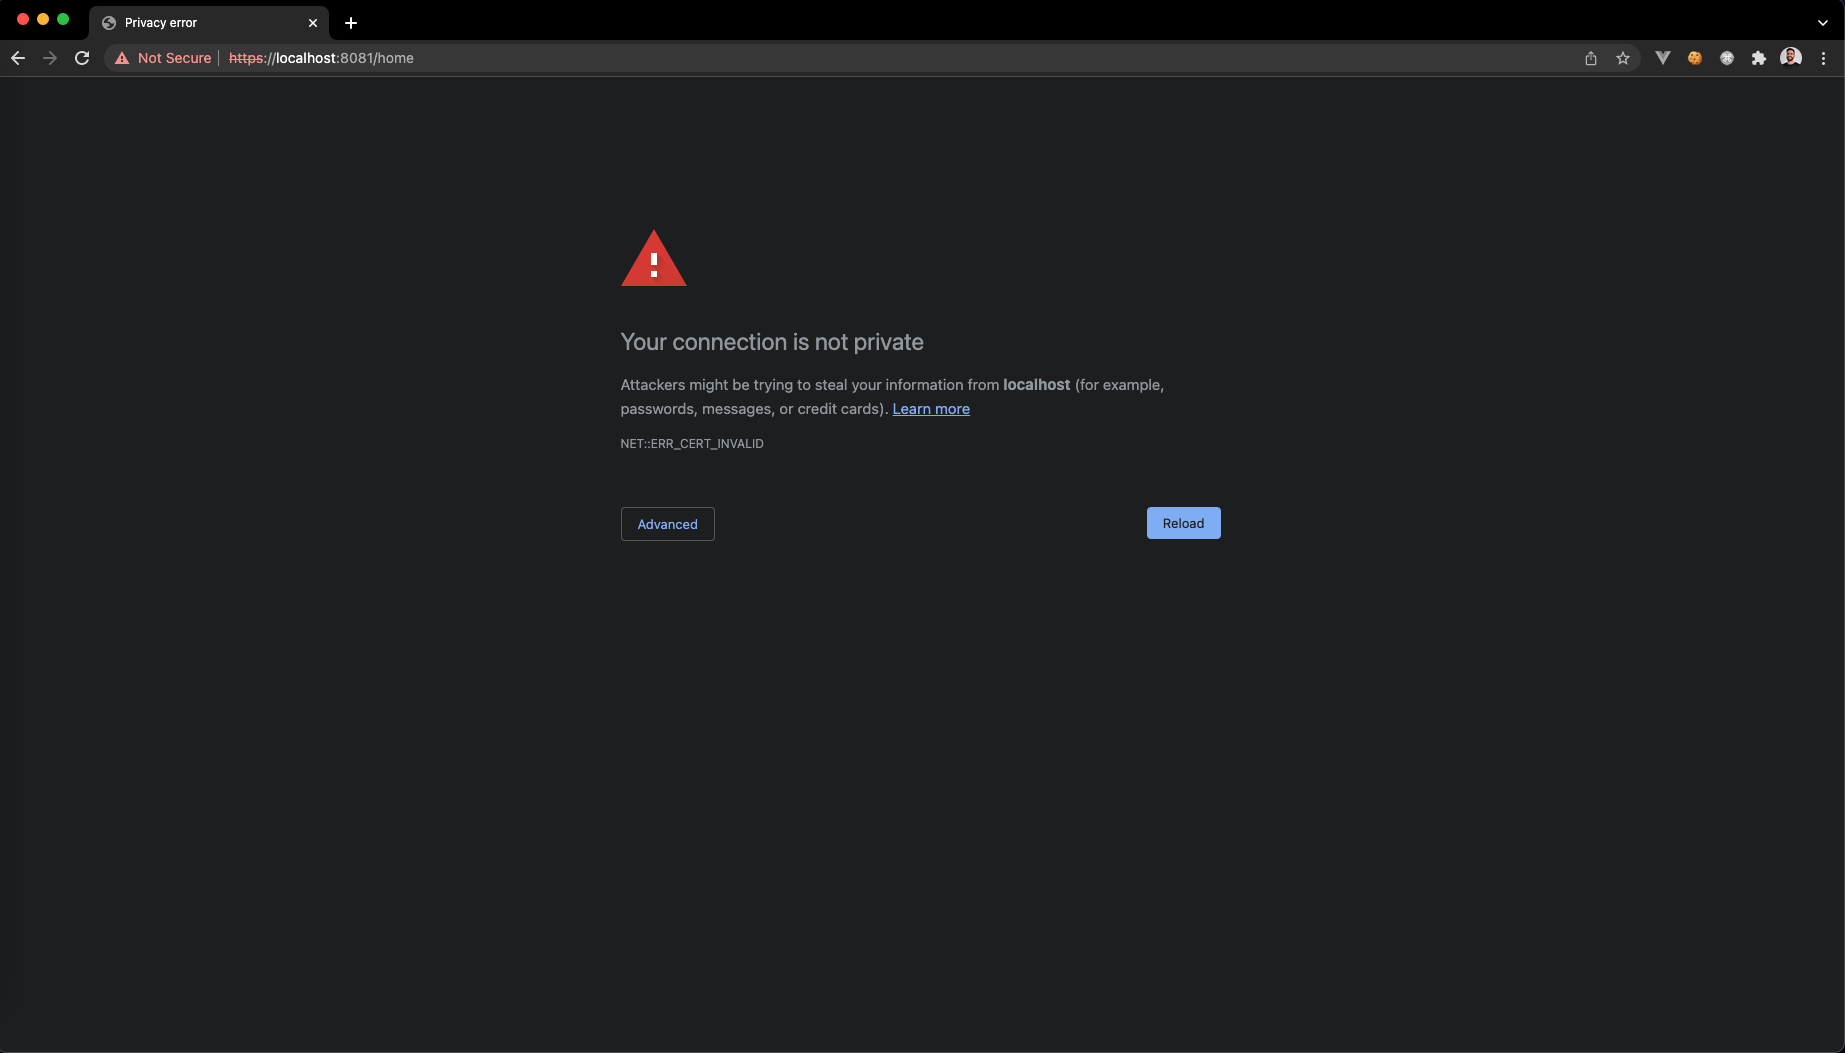 Privacy error
Not Secure https://localhost:8081/home
Your connection is not private
Attackers might be trying to steal your information from localhost (for example,
passwords, messages, or credit cards). Learn more
NET::ERR_CERT_INVALID
Advanced
Reload